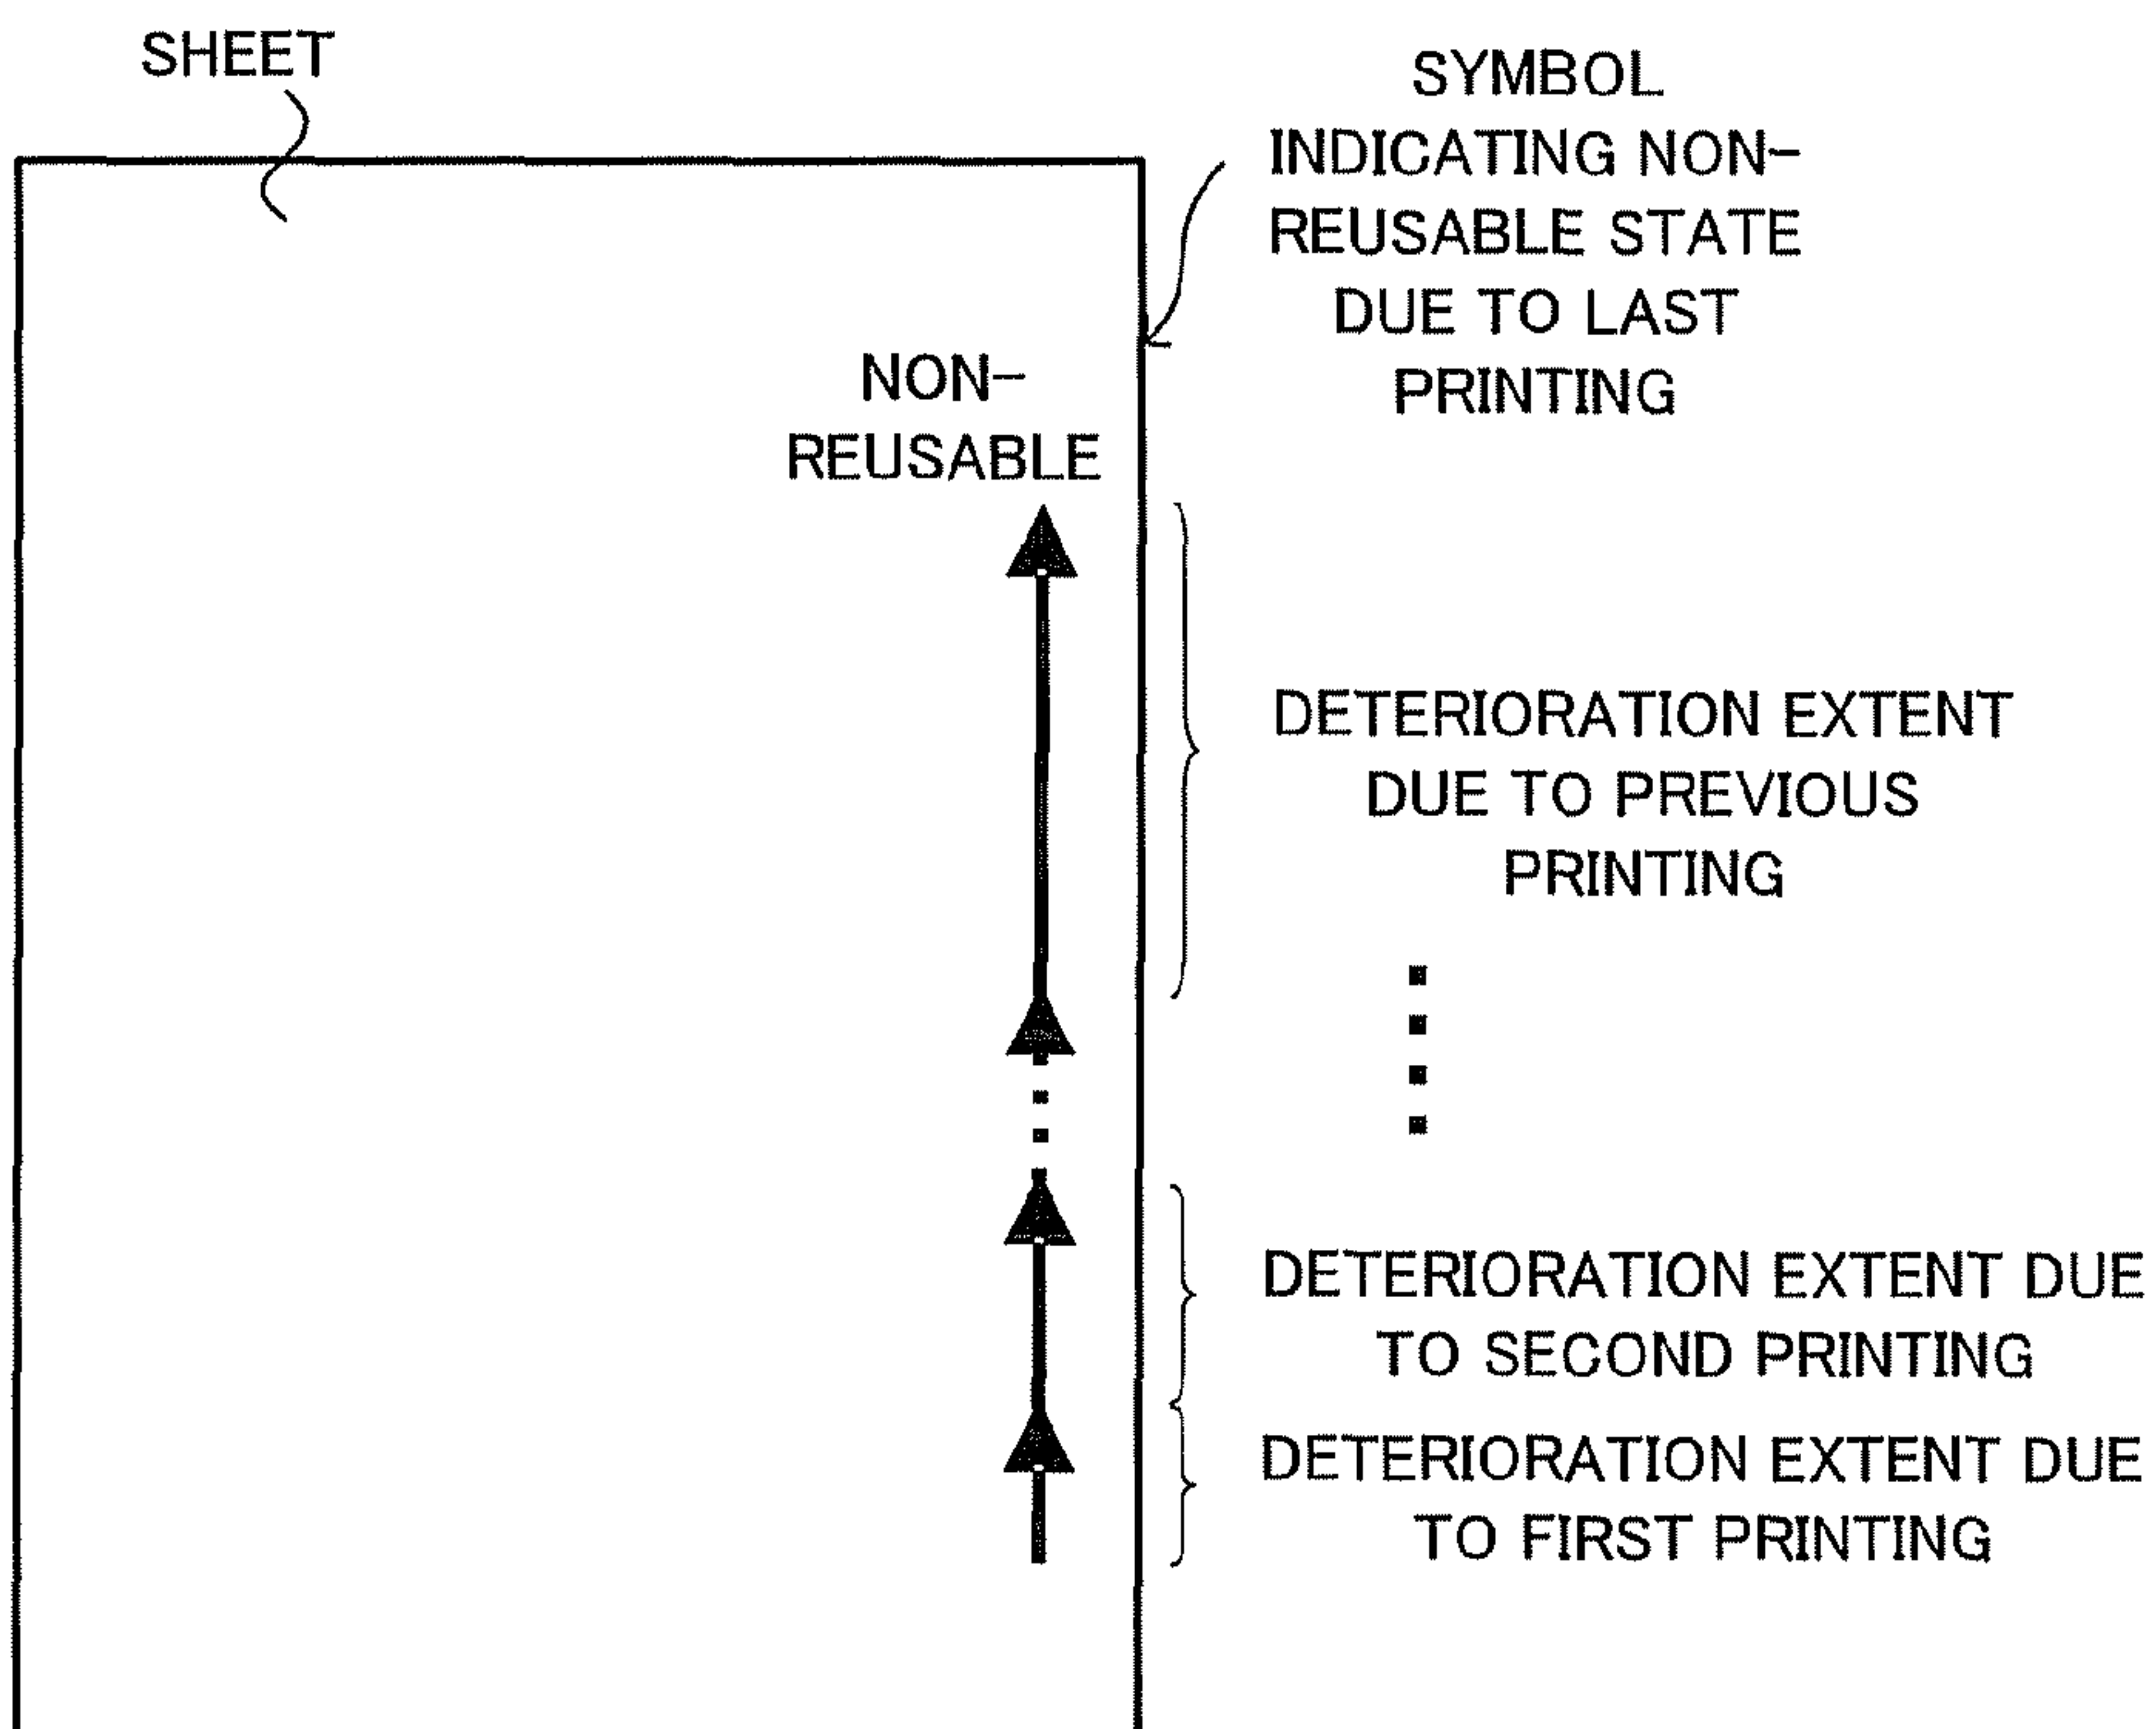 SHEET
SYMBOL
INDICATING NON-
REUSABLE STATE
DUE TO LAST
PRINTING
NON-
REUSABLE
DETERIORATION EXTENT
DUE TO PREVIOUS
PRINTING
DETERIORATION EXTENT DUE
TO SECOND PRINTING
DETERIORATION EXTENT DUE
TO FIRST PRINTING